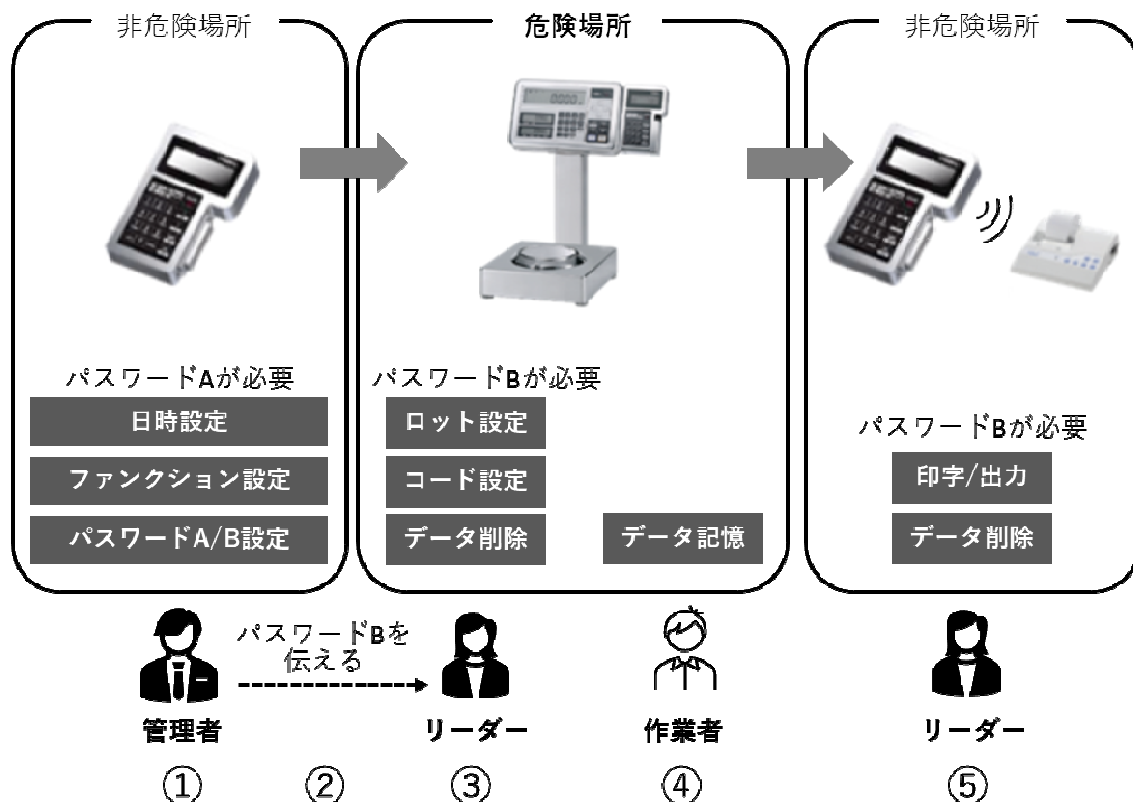 非危険場所
危険場所
非危険場所
0.000
パスワードAが必要
日時設定
ファンクション設定
パスワードA/B設定
パスワードBが必要
ロット設定
コード設定
データ削除
データ記憶
パスワードBが必要
印字/出力
データ削除
パスワードBを
伝える
管理者
リーダー
作業者
リーダー
①
②
③
④
⑤